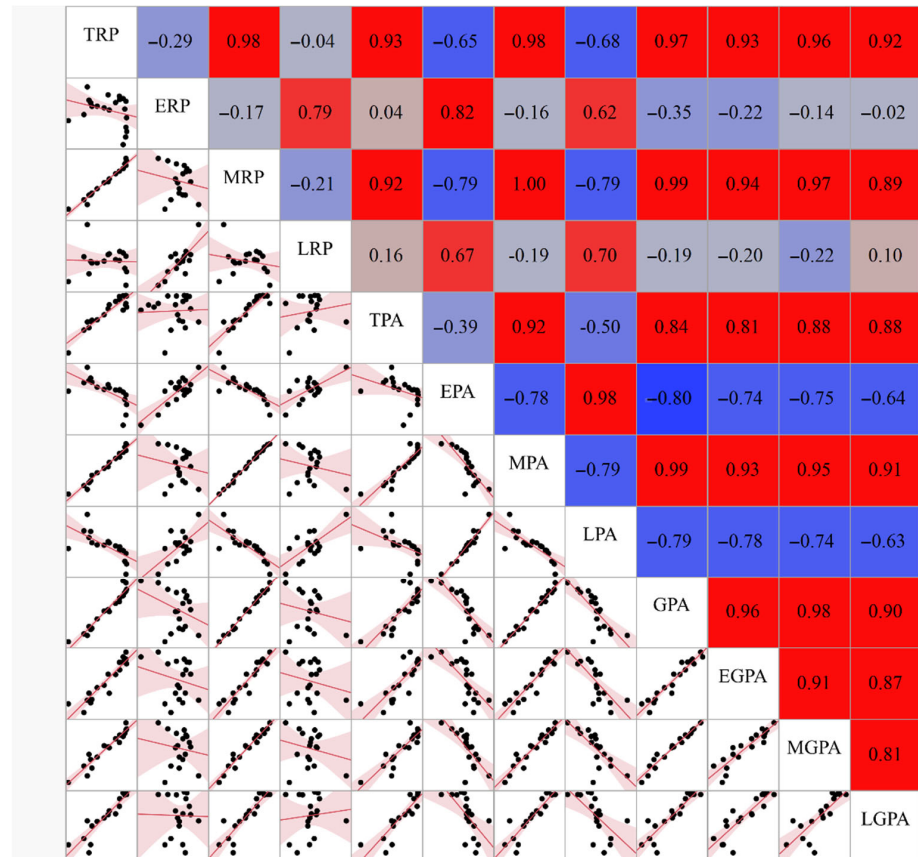 TRP −0.29 0.98 −0.04 0.93 −0.65 0.98 −0.68 0.97 0.93 0.96 0.92
ERP −0.17 0.79 0.04 0.82 −0.16 0.62 −0.35 −0.22 −0.14 −0.02
MRP −0.21 0.92 −0.79 1.00 −0.79 0.99 0.94 0.97 0.89
LRP 0.16 0.67 −0.19 0.70 −0.19 −0.20 −0.22 0.10
TPA −0.39 0.92 -0.50 0.84 0.81 0.88 0.88
EPA −0.78 0.98 −0.80 −0.74 −0.75 −0.64
MPA −0.79 0.99 0.93 0.95 0.91
LPA −0.79 −0.78 −0.74 −0.63
GPA 0.96 0.98 0.90
EGPA 0.91 0.87
MGPA 0.81
LGPA